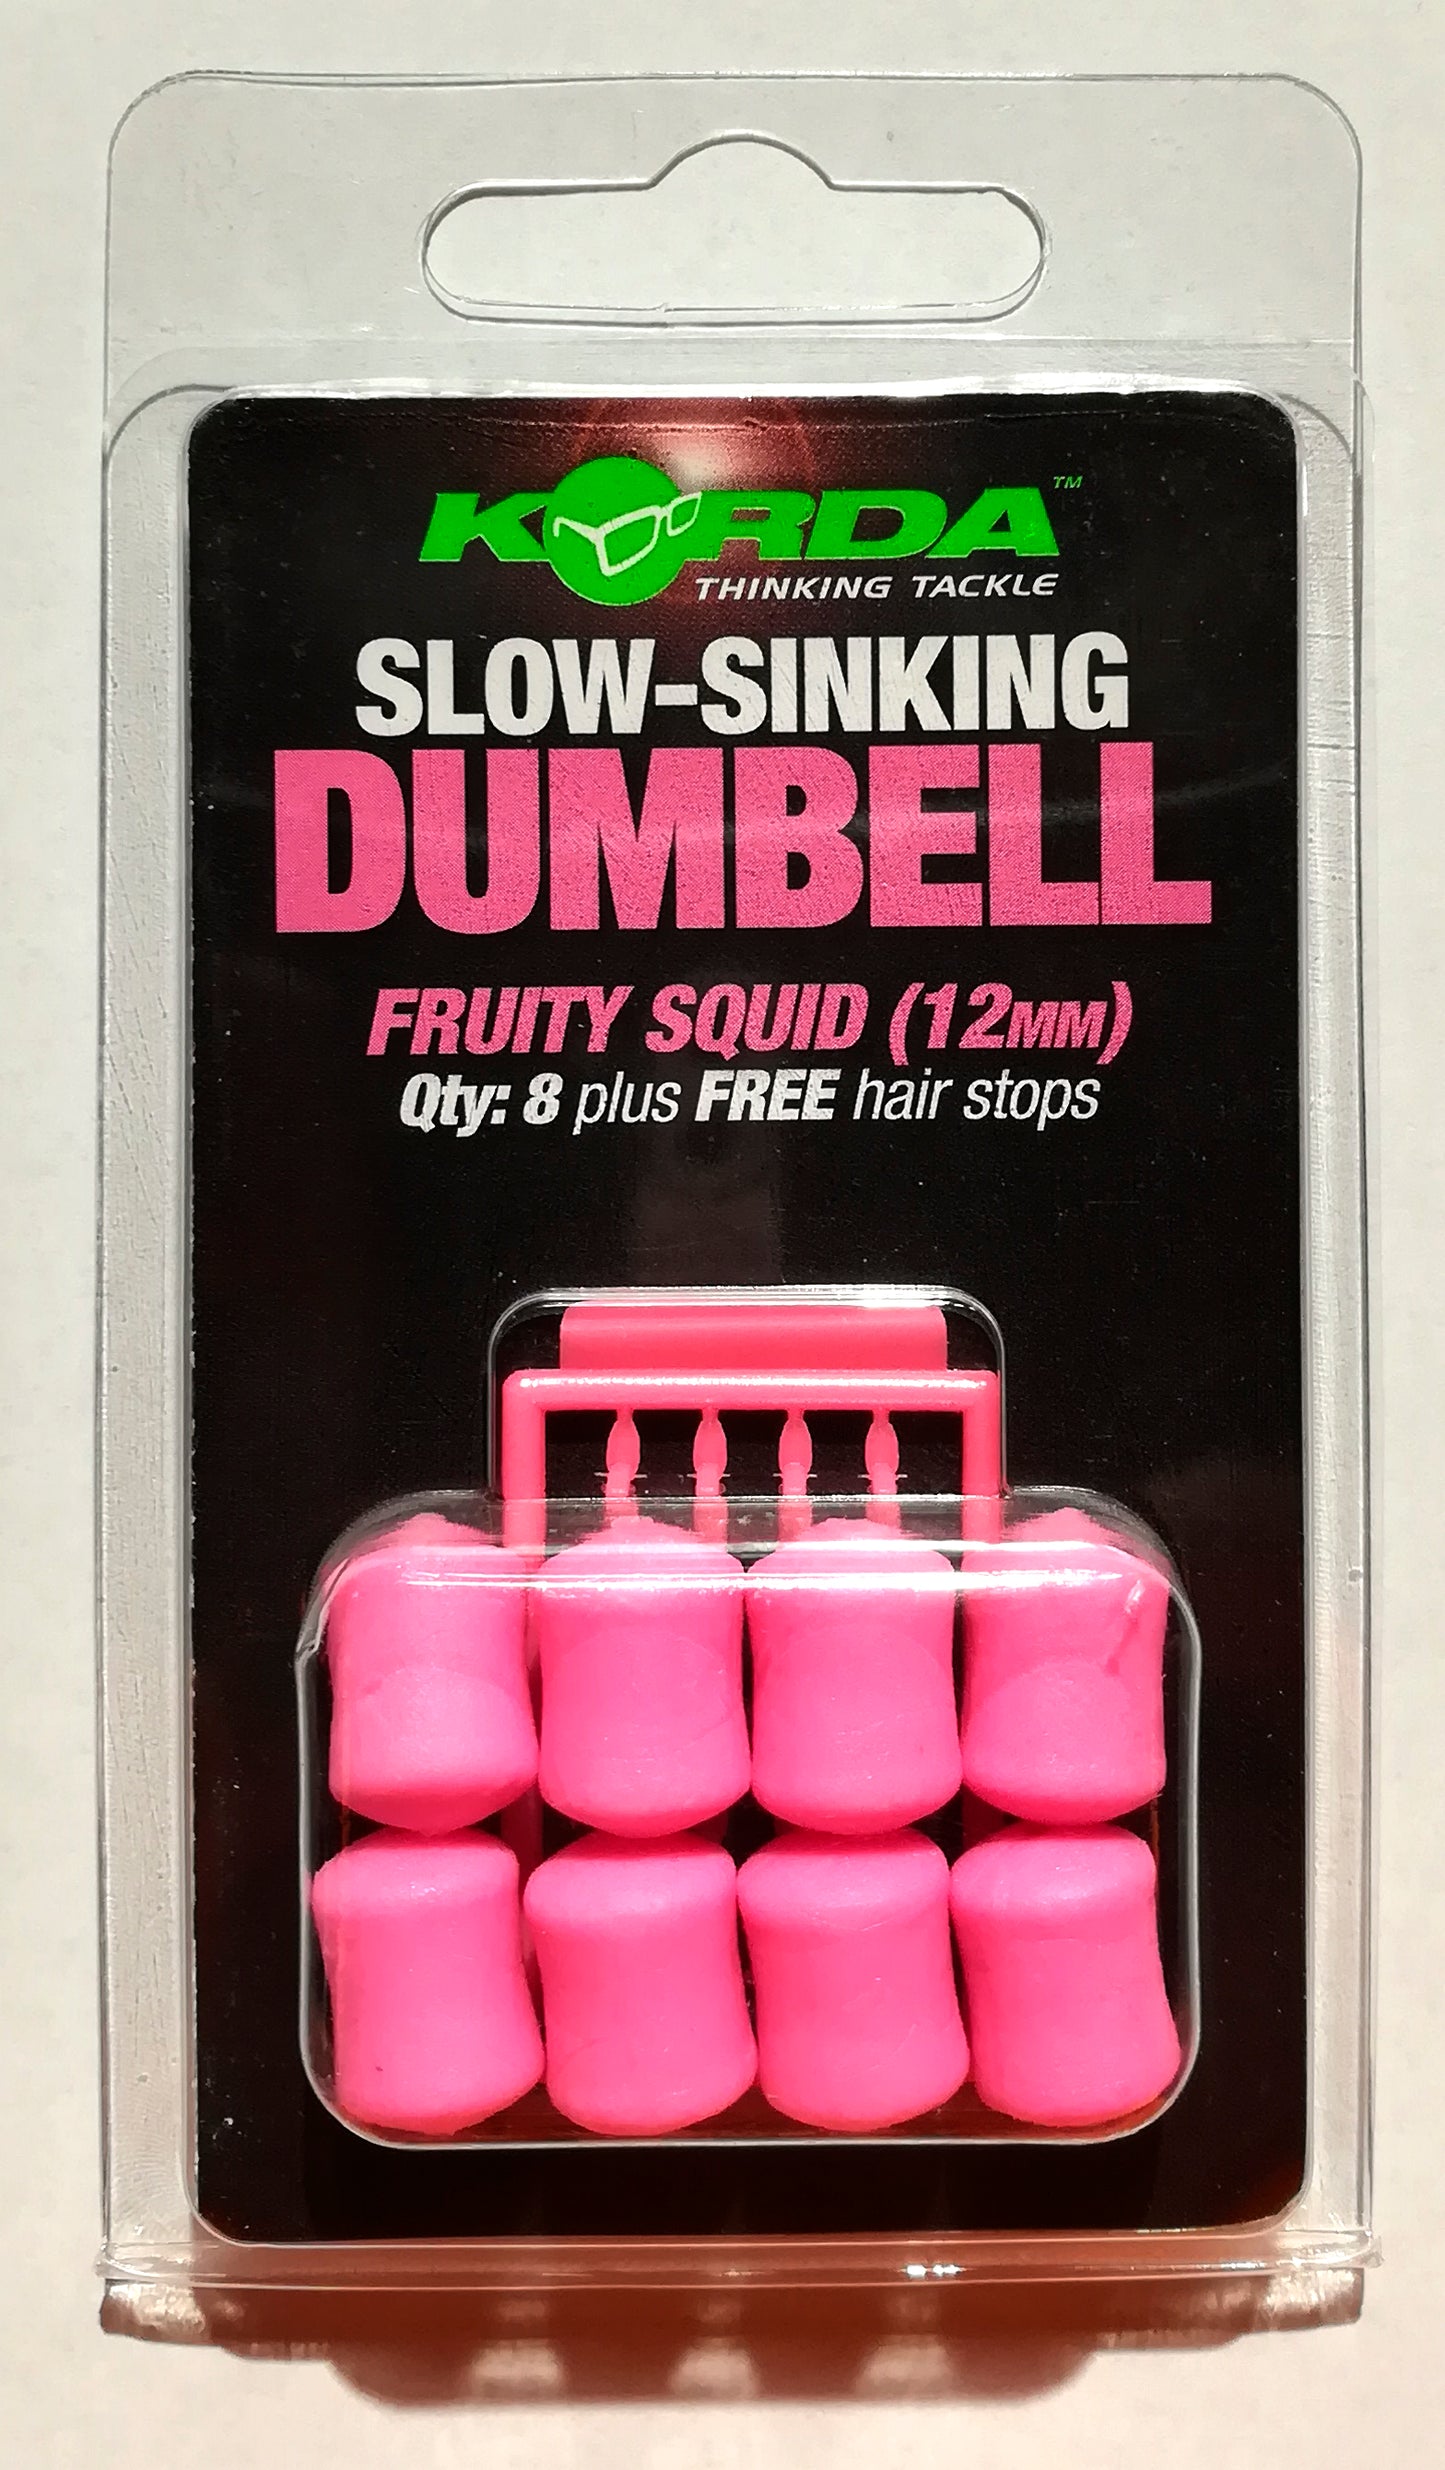 KORDA™
THINKING TACKLE
SLOW-SINKING
DUMBELL
FRUITY SQUID (12MM)
Qty: 8 plus FREE hair stops